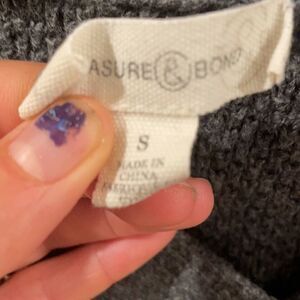 ASURE & BOND
S
MADE IN
CHINA